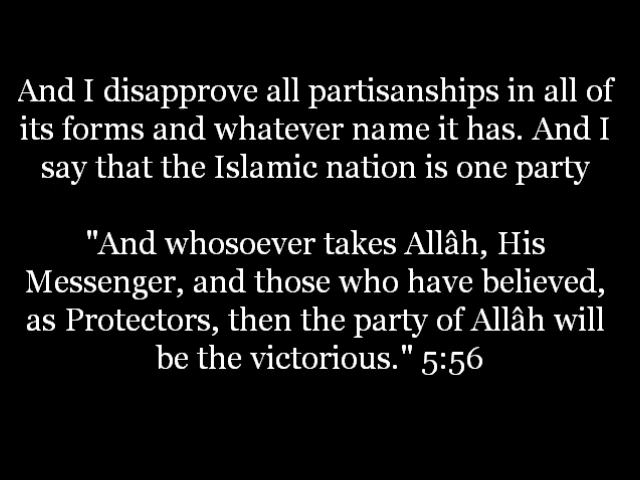 And I disapprove all partisanships in all of
its forms and whatever name it has. And I
say that the Islamic nation is one party
"And whosoever takes Allâh, His
Messenger, and those who have believed,
as Protectors, then the party of Allâh will
be the victorious." 5:56